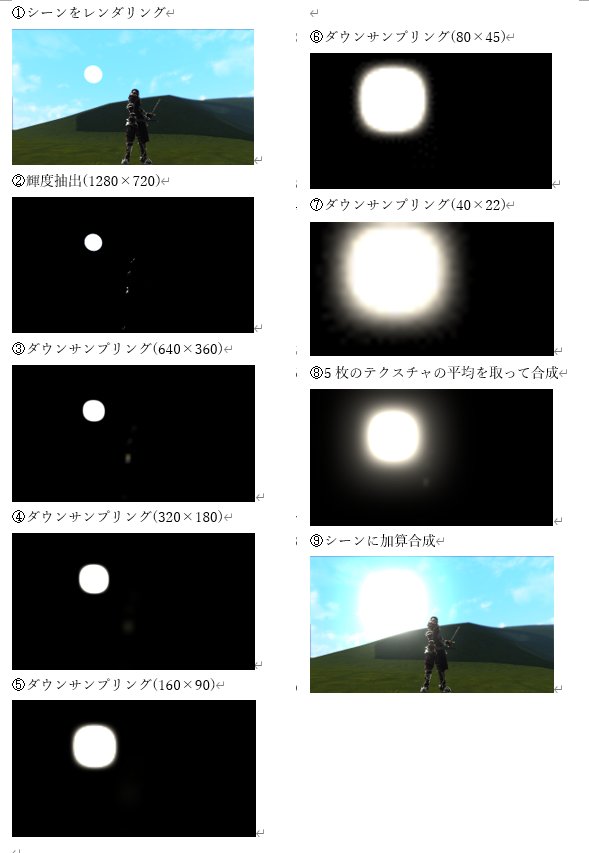 ①シーンをレンダリング
②輝度抽出(1280×720)
③ダウンサンプリング(640×360)
④ダウンサンプリング(320×180)
⑤ダウンサンプリング(160×90)
⑥ダウンサンプリング(80×45)
⑦ダウンサンプリング(40×22)
⑧5枚のテクスチャの平均を取って合成
⑨シーンに加算合成